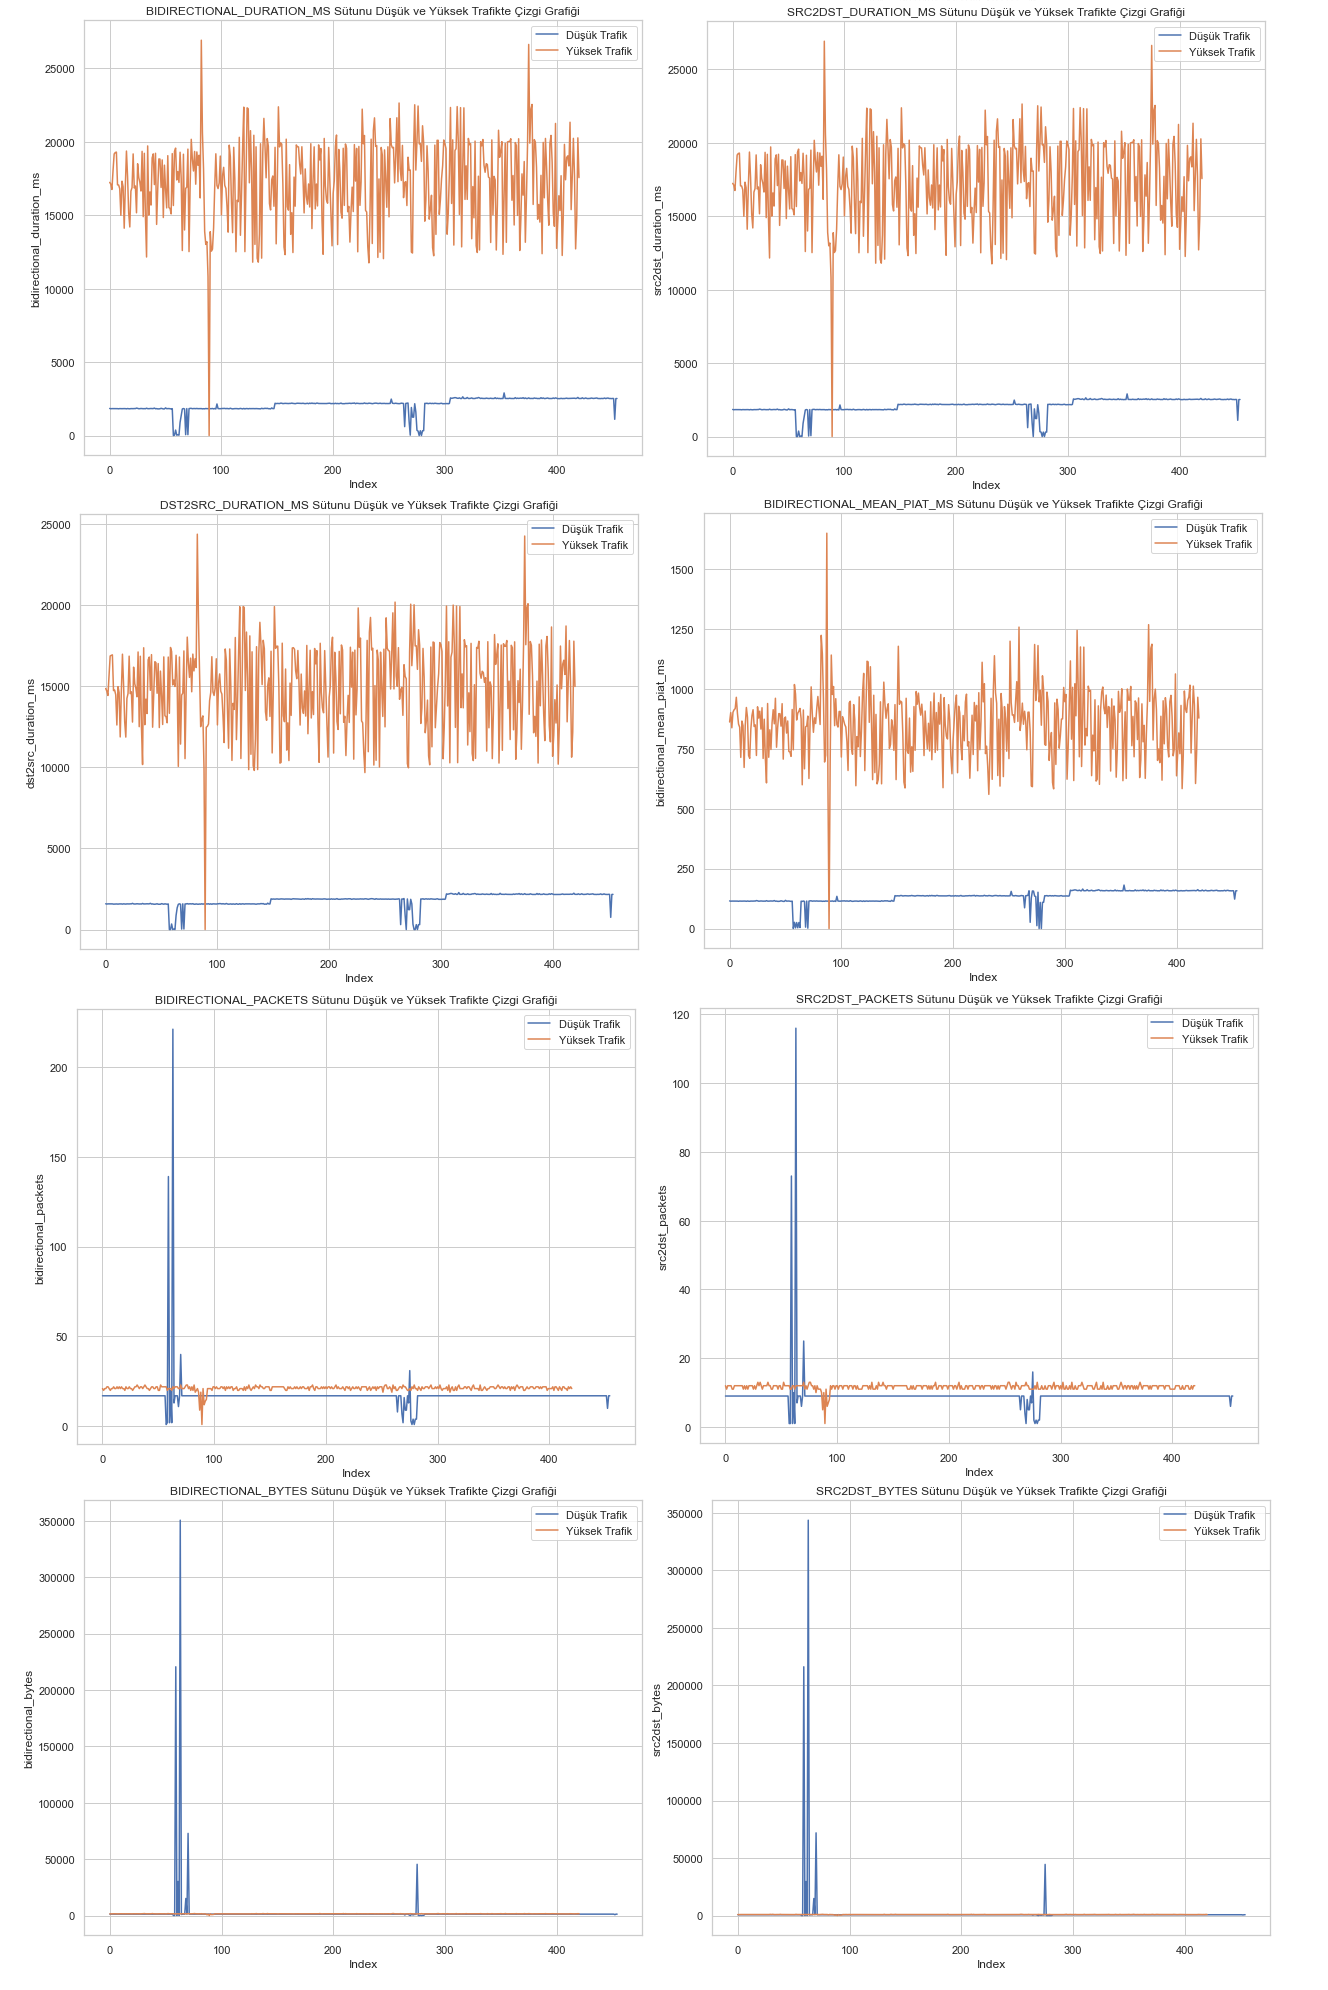 BIDIRECTIONAL_DURATION_MS Sütunu Düşük ve Yüksek Trafikte Çizgi Grafiği
Düşük Trafik
Yüksek Trafik
bidirectional_duration_ms
25000
20000
15000
10000
5000
0
0 100 200 300 400
Index
SRC2DST_DURATION_MS Sütunu Düşük ve Yüksek Trafikte Çizgi Grafiği
Düşük Trafik
Yüksek Trafik
src2dst_duration_ms
25000
20000
15000
10000
5000
0
0 100 200 300 400
Index
DST2SRC_DURATION_MS Sütunu Düşük ve Yüksek Trafikte Çizgi Grafiği
Düşük Trafik
Yüksek Trafik
dst2src_duration_ms
25000
20000
15000
10000
5000
0
0 100 200 300 400
Index
BIDIRECTIONAL_MEAN_PIAT_MS Sütunu Düşük ve Yüksek Trafikte Çizgi Grafiği
Düşük Trafik
Yüksek Trafik
bidirectional_mean_piat_ms
1500
1250
1000
750
500
250
0
0 100 200 300 400
Index
BIDIRECTIONAL_PACKETS Sütunu Düşük ve Yüksek Trafikte Çizgi Grafiği
Düşük Trafik
Yüksek Trafik
bidirectional_packets
200
150
100
50
0
0 100 200 300 400
Index
SRC2DST_PACKETS Sütunu Düşük ve Yüksek Trafikte Çizgi Grafiği
Düşük Trafik
Yüksek Trafik
src2dst_packets
120
100
80
60
40
20
0
0 100 200 300 400
Index
BIDIRECTIONAL_BYTES Sütunu Düşük ve Yüksek Trafikte Çizgi Grafiği
Düşük Trafik
Yüksek Trafik
bidirectional_bytes
350000
300000
250000
200000
150000
100000
50000
0
0 100 200 300 400
Index
SRC2DST_BYTES Sütunu Düşük ve Yüksek Trafikte Çizgi Grafiği
Düşük Trafik
Yüksek Trafik
src2dst_bytes
350000
300000
250000
200000
150000
100000
50000
0
0 100 200 300 400
Index